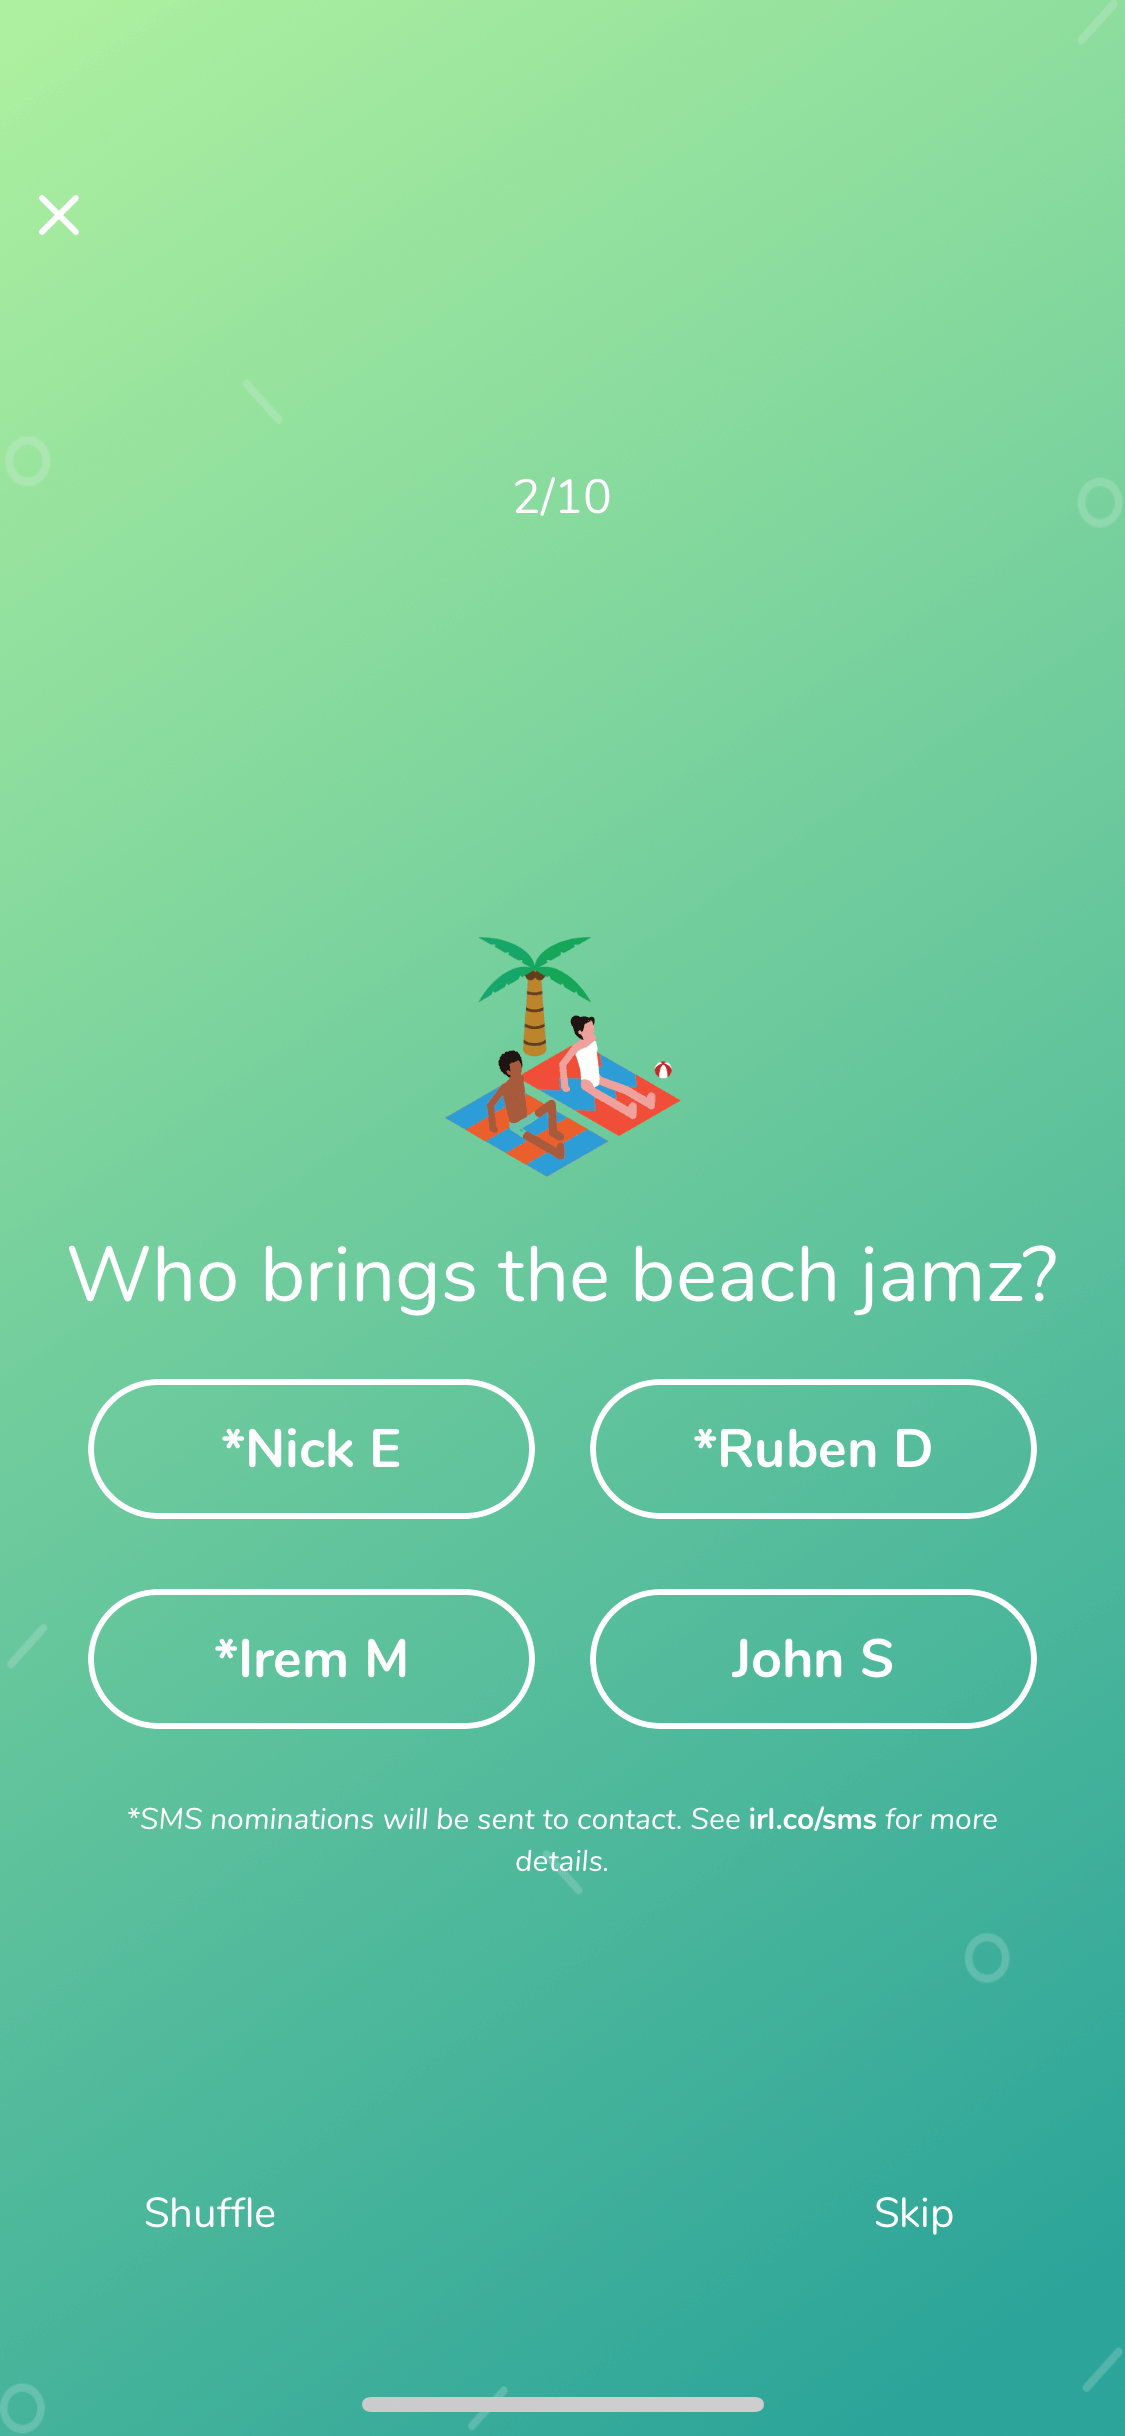 2/10
Who brings the beach jamz?
*Nick E
*Ruben D
*Irem M
John S
*SMS nominations will be sent to contact. See irl.co/sms for more
details.
Shuffle
Skip